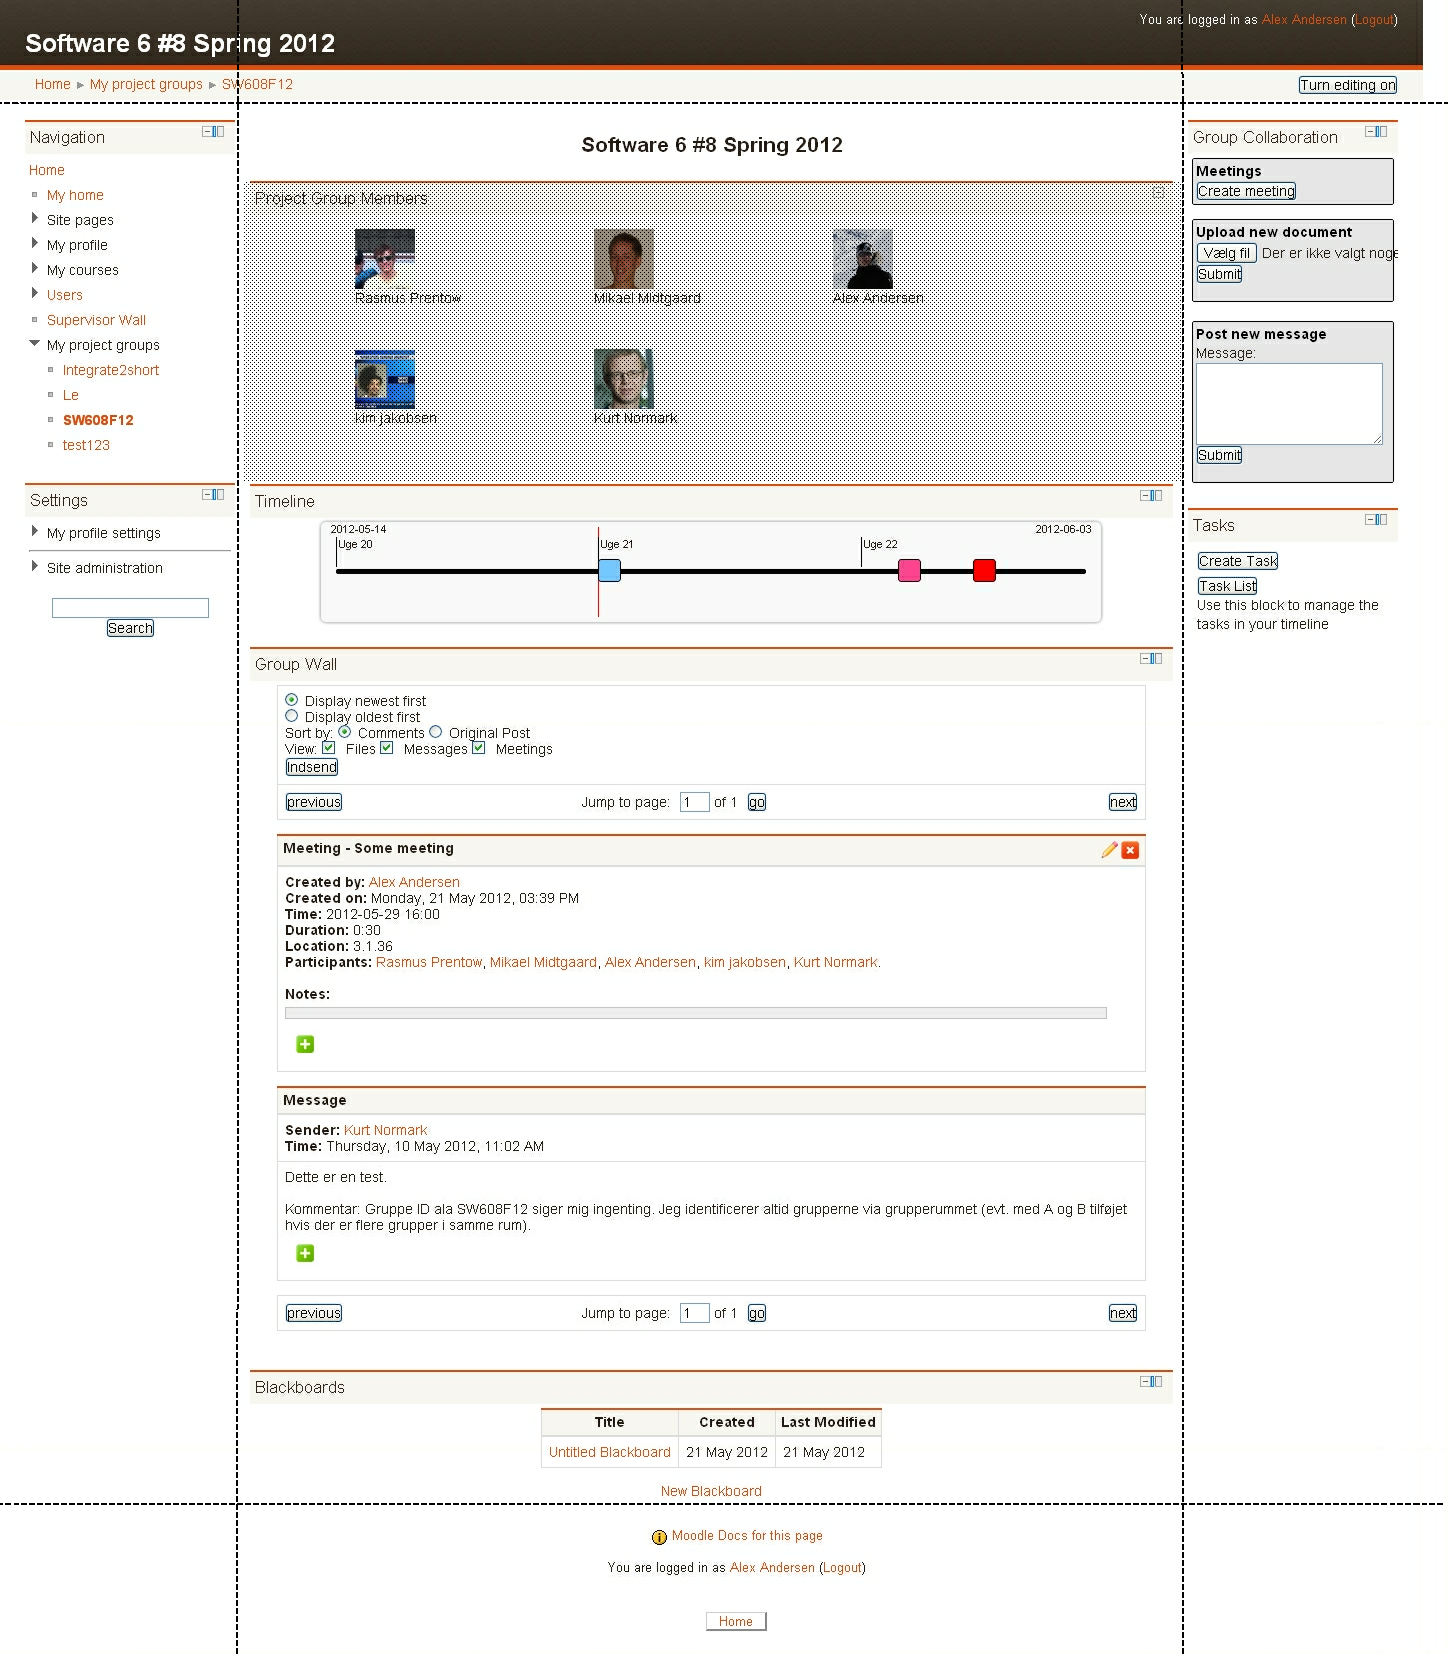 You are logged in as Alex Andersen (Logout)
Software 6 #8 Spring 2012
Home ► My project groups ► SW608F12
Turn editing on
Navigation
Home
My home
Site pages
My profile
My courses
Users
Supervisor Wall
My project groups
Integrate2short
Le
SW608F12
test123
Settings
My profile settings
Site administration
Search
Software 6 #8 Spring 2012
Project Group Members
Rasmus Prentow
Mikael Midtgaard
Alex Andersen
kim jakobsen
Kurt Normark
Timeline
2012-05-14
2012-06-03
Uge 20
Uge 21
Uge 22
Group Wall
Display newest first
Display oldest first
Sort by: Comments Original Post
View: Files Messages Meetings
Indsend
previous
Jump to page: 1 of 1 go
next
Meeting - Some meeting
Created by: Alex Andersen
Created on: Monday, 21 May 2012, 03:39 PM
Time: 2012-05-29 16:00
Duration: 0:30
Location: 3.1.36
Participants: Rasmus Prentow, Mikael Midtgaard, Alex Andersen, kim jakobsen, Kurt Normark.
Notes:
Message
Sender: Kurt Normark
Time: Thursday, 10 May 2012, 11:02 AM
Dette er en test.
Kommentar: Gruppe ID ala SW608F12 siger mig ingenting. Jeg identificerer altid grupperne via grupperummet (evt. med A og B tilføjet
hvis der er flere grupper i samme rum).
previous
Jump to page: 1 of 1 go
next
Blackboards
Title Created Last Modified
Untitled Blackboard 21 May 2012 21 May 2012
New Blackboard
Group Collaboration
Meetings
Create meeting
Upload new document
Vælg fil Der er ikke valgt noge
Submit
Post new message
Message:
Submit
Tasks
Create Task
Task List
Use this block to manage the
tasks in your timeline
Moodle Docs for this page
You are logged in as Alex Andersen (Logout)
Home